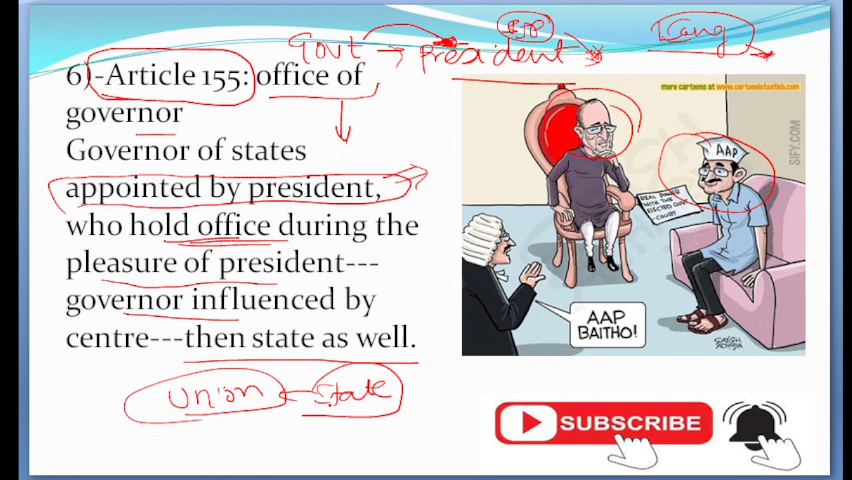 Govt → President
BJP
Cong
6)-Article 155: office of
governor
Governor of states
appointed by president,
who hold office during the
pleasure of president---
governor influenced by
centre---then state as well.
Union ← State
more cartoons at www.cartoonistsatish.com
SIFY.COM
AAP
REAL POWER
WITH THE
ELECTED GOVT
: COURT
AAP
BAITHO!
SATISH
ACHARYA
SUBSCRIBE